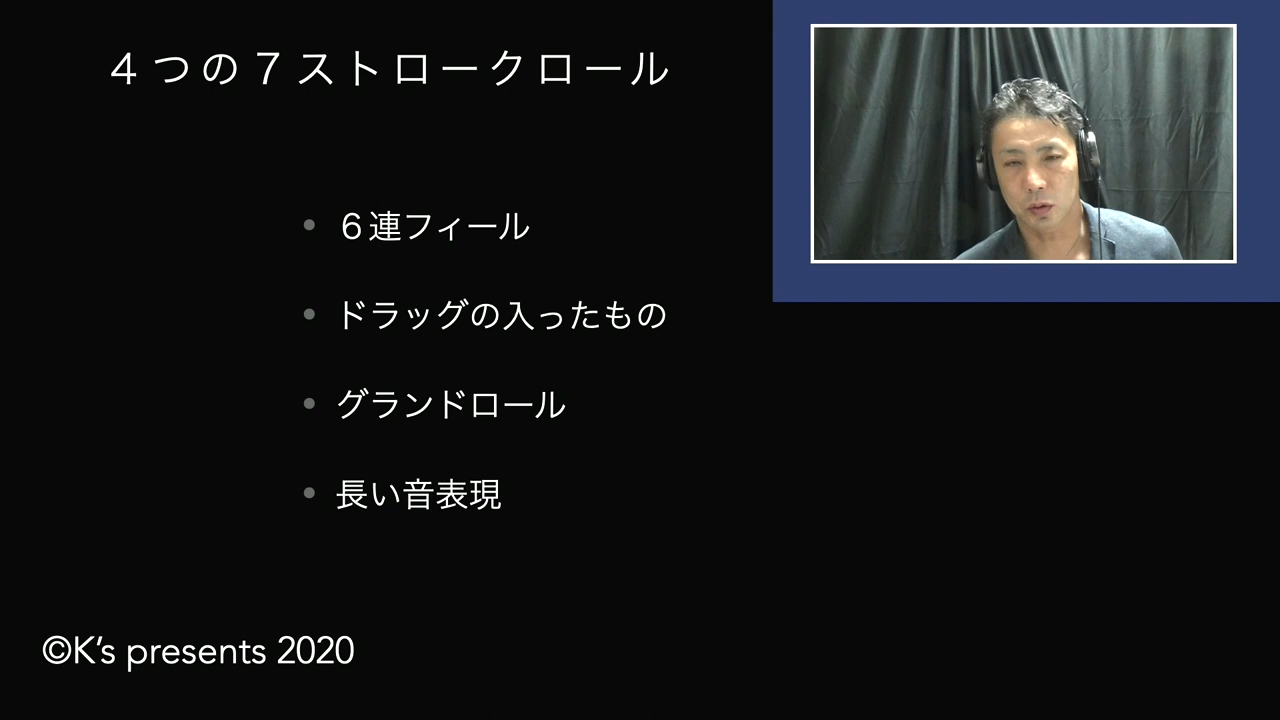 ４つの７ストロークロール
６連フィール
ドラッグの入ったもの
グランドロール
長い音表現
©K’s presents 2020